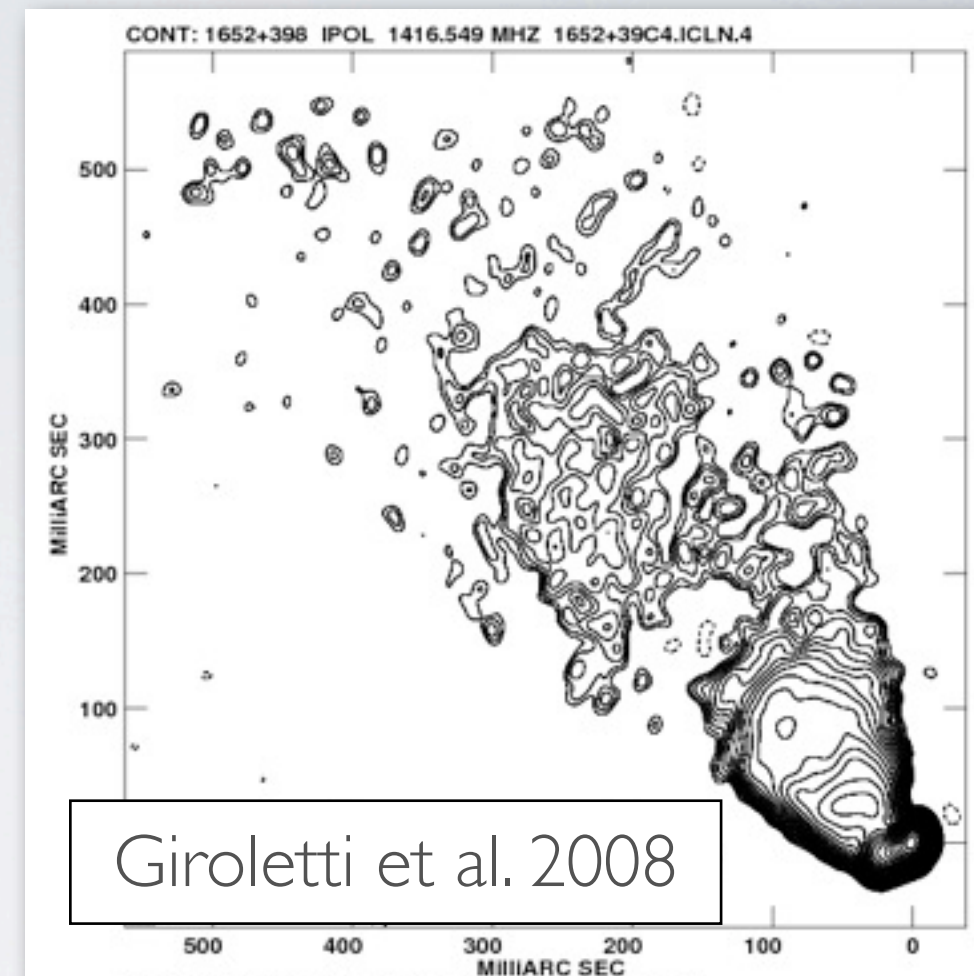 CONT: 1652+398 IPOL 1416.549 MHZ 1652+39C4.ICLN.4
MilliARC SEC
500
400
300
200
100
Giroletti et al. 2008
500 400 300 200 100 0
MilliARC SEC